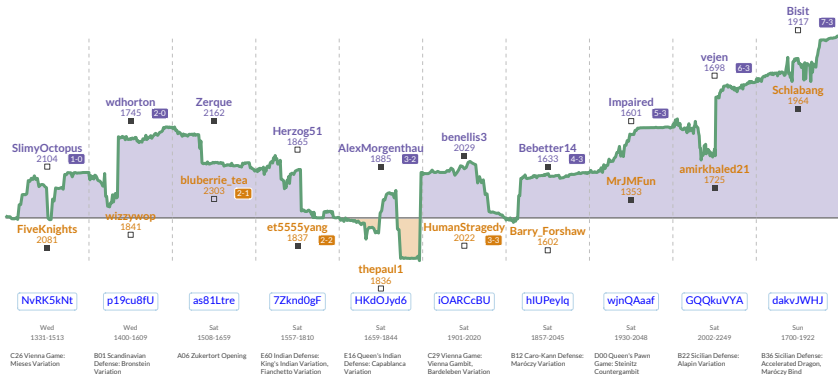 Bisit
1917
7-3
vejen
1698
6-3
Schlabang
1964
wdhorton
1745
2-0
Zerque
2162
Impaired
1601
5-3
Herzog51
1865
benellis3
2029
SlimyOctopus
2104
1-0
AlexMorgenthau
1885
3-2
Bebetter14
1633
4-3
bluberrie_tea
2303
2-1
MrJMFun
1353
amirkhaled21
1725
wizzywop
1841
FiveKnights
2081
et5555yang
1837
2-2
HumanStragedy
2022
3-3
Barry_Forshaw
1602
thepaul1
1836
NvRK5kNt
p19cu8fU
as81Ltre
7Zknd0gF
HKdOJyd6
iOARCcBU
hIUPeylq
wjnQAaaf
GQQkuVYA
dakvJWHJ
Wed
1331-1513
Wed
1400-1609
Sat
1508-1659
Sat
1557-1810
Sat
1659-1844
Sat
1901-2020
Sat
1857-2045
Sat
1930-2048
Sat
2002-2249
Sun
1700-1922
C26 Vienna Game:
Mieses Variation
B01 Scandinavian
Defense: Bronstein
Variation
A06 Zukertort Opening
E60 Indian Defense:
King's Indian Variation,
Fianchetto Variation
E16 Queen's Indian
Defense: Capablanca
Variation
C29 Vienna Game:
Vienna Gambit,
Bardeleben Variation
B12 Caro-Kann Defense:
Maróczy Variation
D00 Queen's Pawn
Game: Steinitz
Countergambit
B22 Sicilian Defense:
Alapin Variation
B36 Sicilian Defense:
Accelerated Dragon,
Maróczy Bind